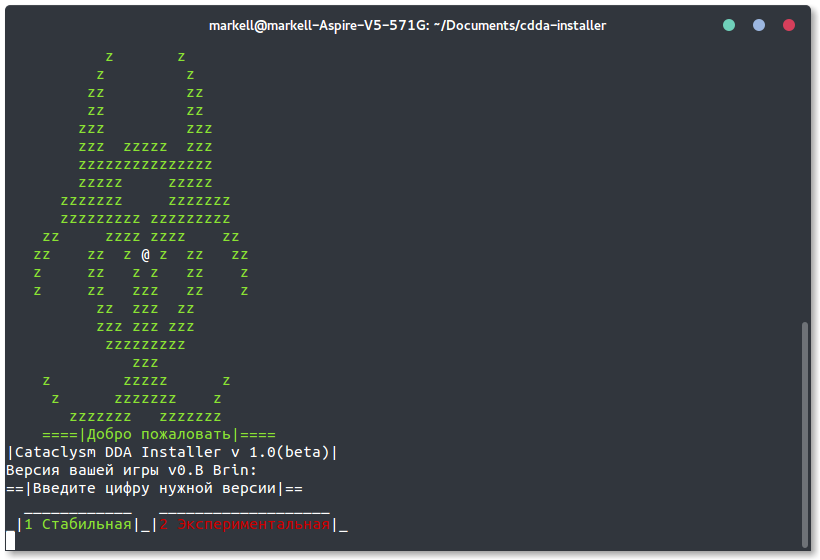 markell@markell-Aspire-V5-571G: ~/Documents/cdda-installer
           z       z
          z         z
         zz         zz
         zz         zz
        zzz         zzz
        zzz  zzzzz  zzz
        zzzzzzzzzzzzzzz
        zzzzz     zzzzz
      zzzzzzz     zzzzzzz
      zzzzzzzzz zzzzzzzzz
    zz     zzzz zzzz    zz
   zz    zz  z @ z  zz   zz
   z     zz   z z   zz    z
   z     zz   zzz   zz    z
          zz  zzz  zz
          zzz zzz zzz
           zzzzzzzzz
              zzz
    z        zzzzz      z
     z      zzzzzzz    z
       zzzzzzz   zzzzzzz
    ====|Добро пожаловать|====
|Cataclysm DDA Installer v 1.0(beta)|
Версия вашей игры v0.B Brin:
==|Введите цифру нужной версии|==
  ____________   ___________________
_|1 Стабильная|_|2 Экспериментальная|_